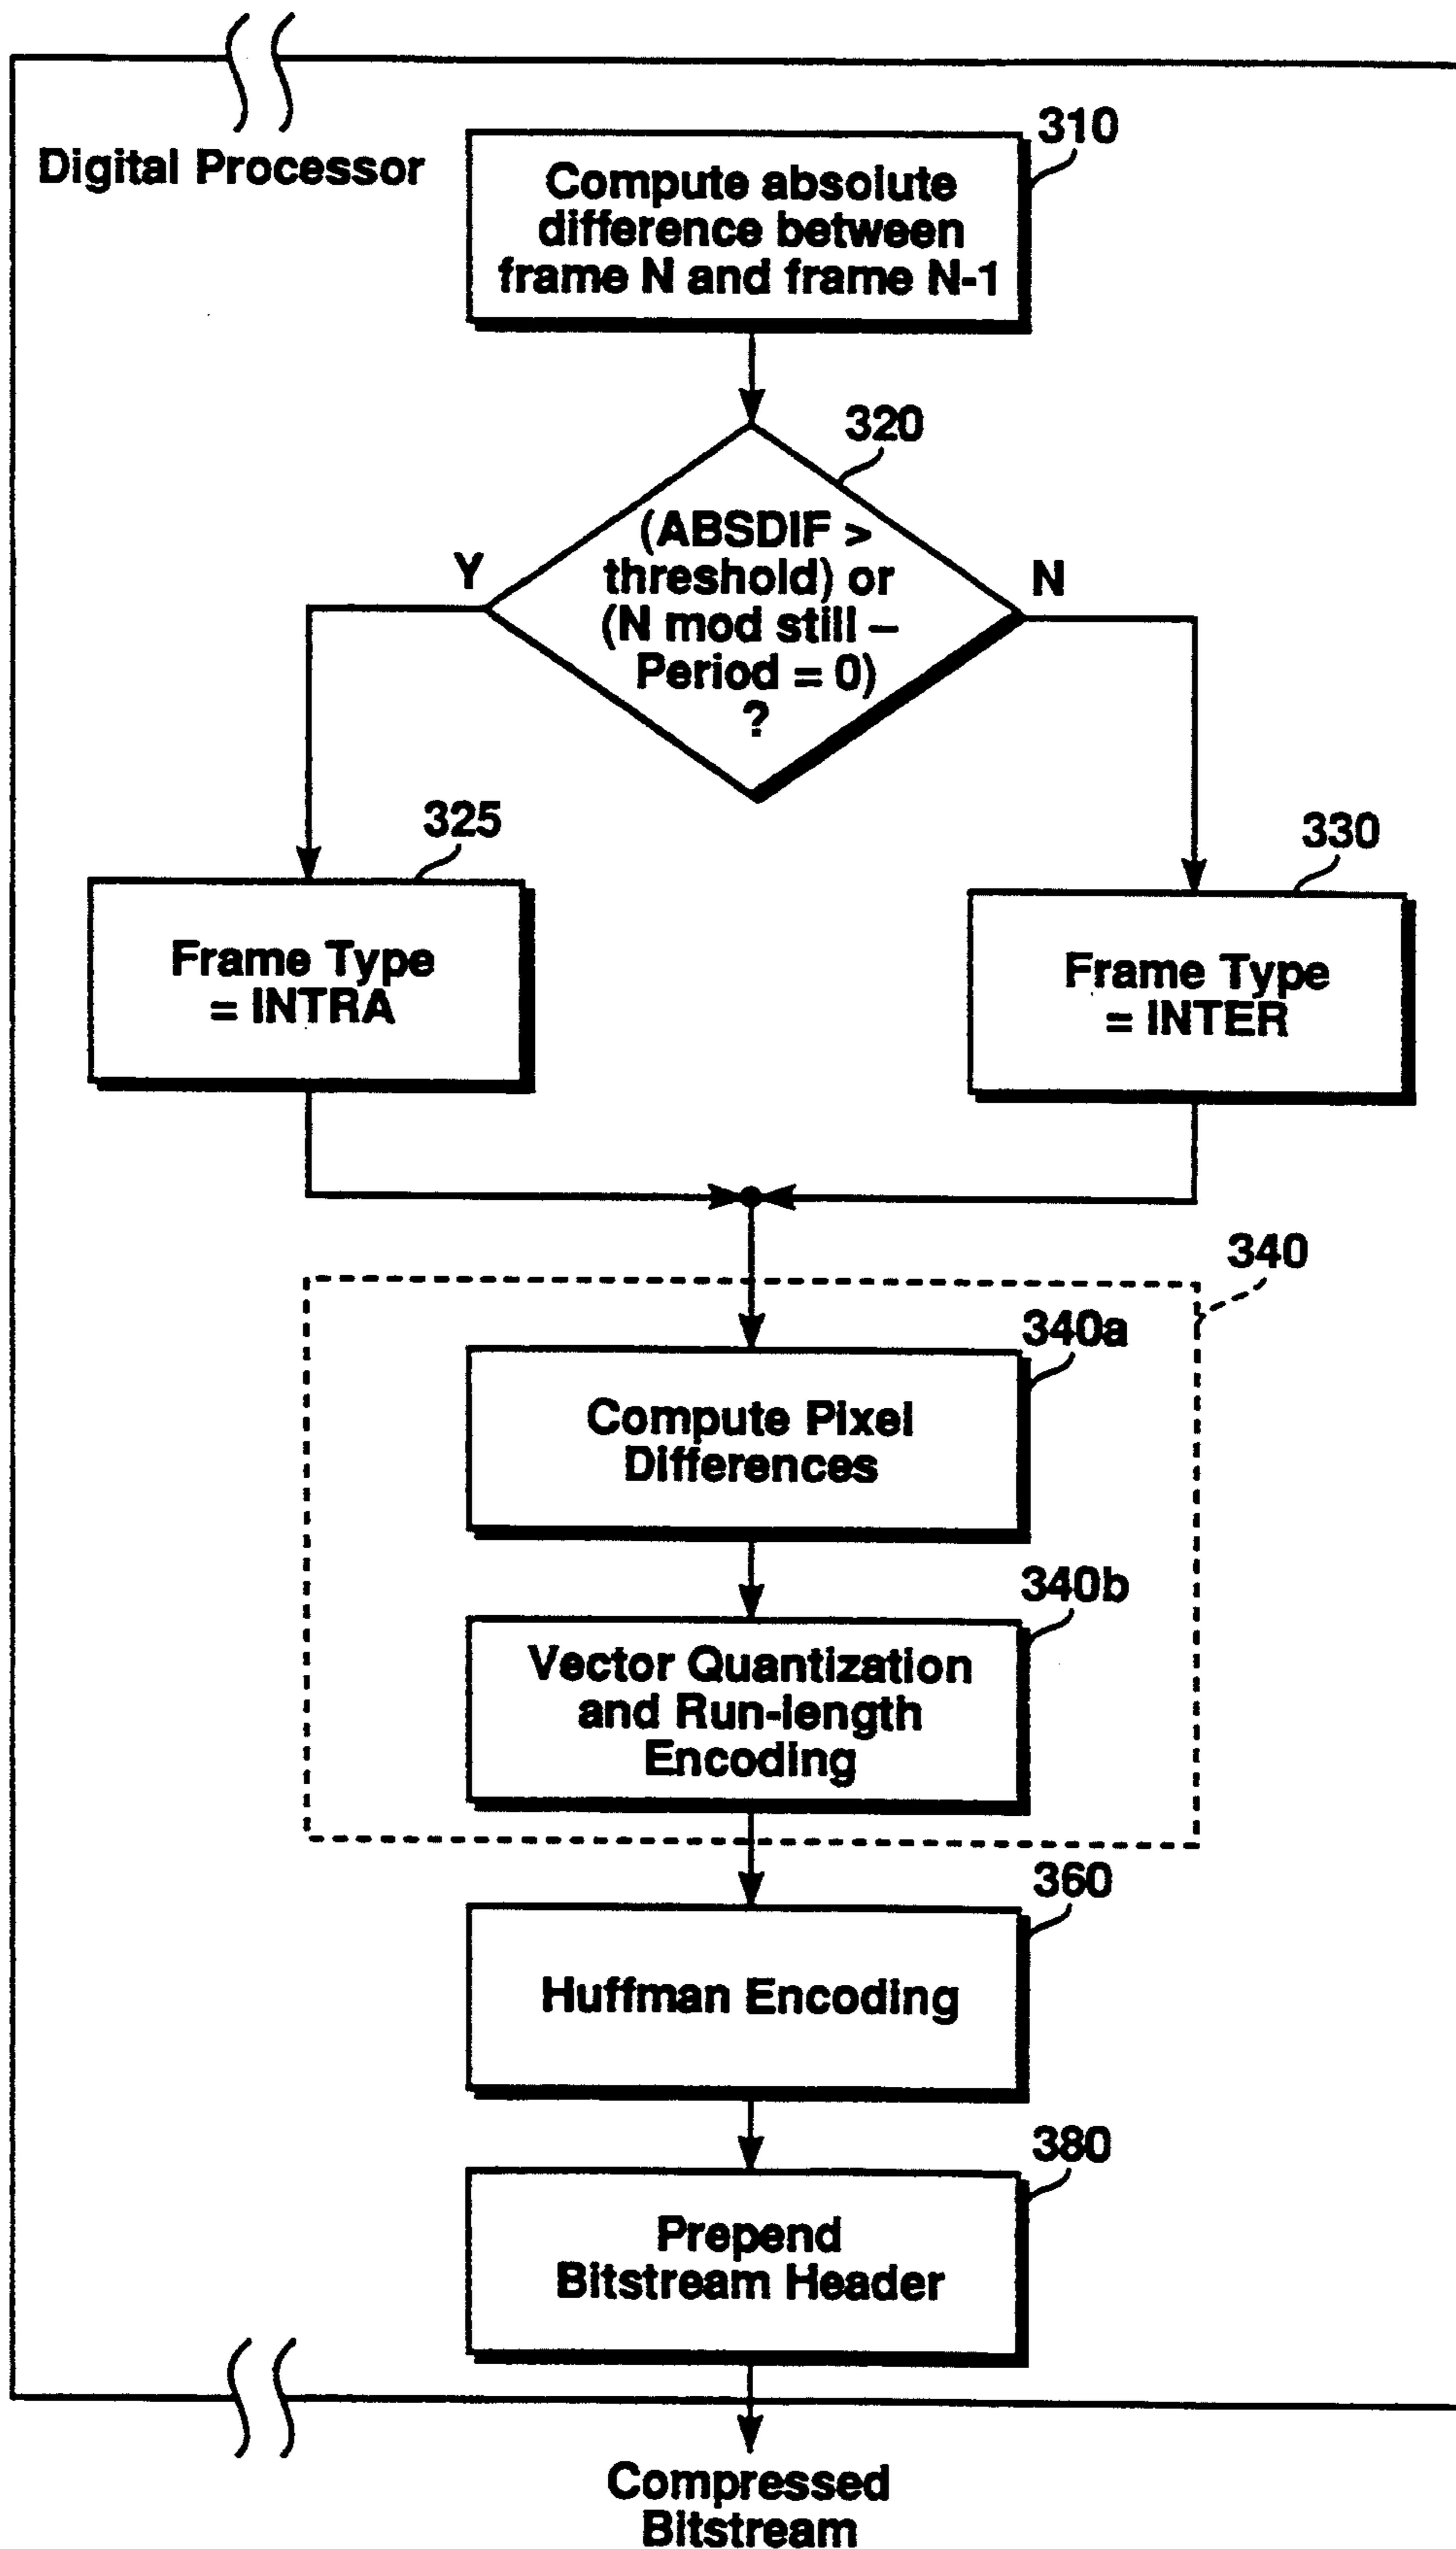 Digital Processor
310
Compute absolute
difference between
frame N and frame N-1
320
(ABSDIF >
threshold) or
(N mod still –
Period = 0)
?
Y
N
325
Frame Type
= INTRA
330
Frame Type
= INTER
340
340a
Compute Pixel
Differences
340b
Vector Quantization
and Run-length
Encoding
360
Huffman Encoding
380
Prepend
Bitstream Header
Compressed
Bitstream